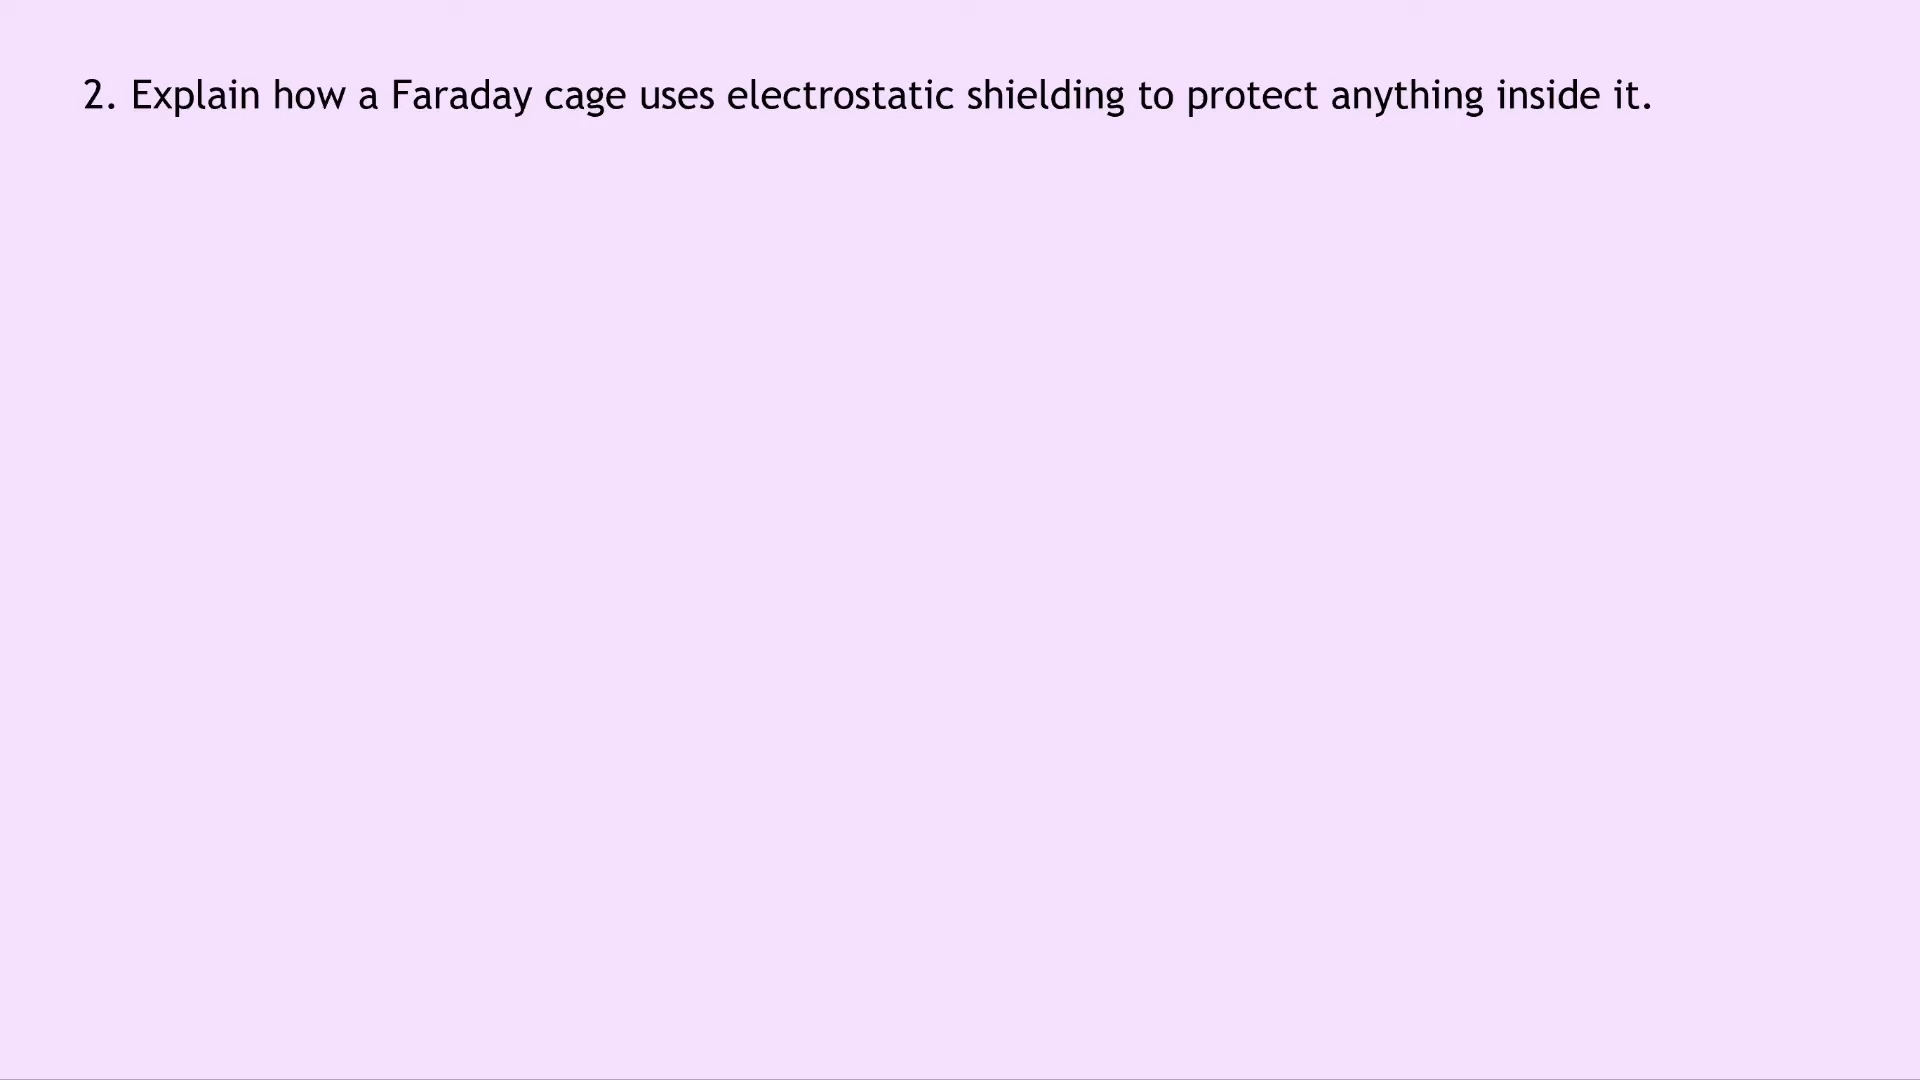 2. Explain how a Faraday cage uses electrostatic shielding to protect anything inside it.